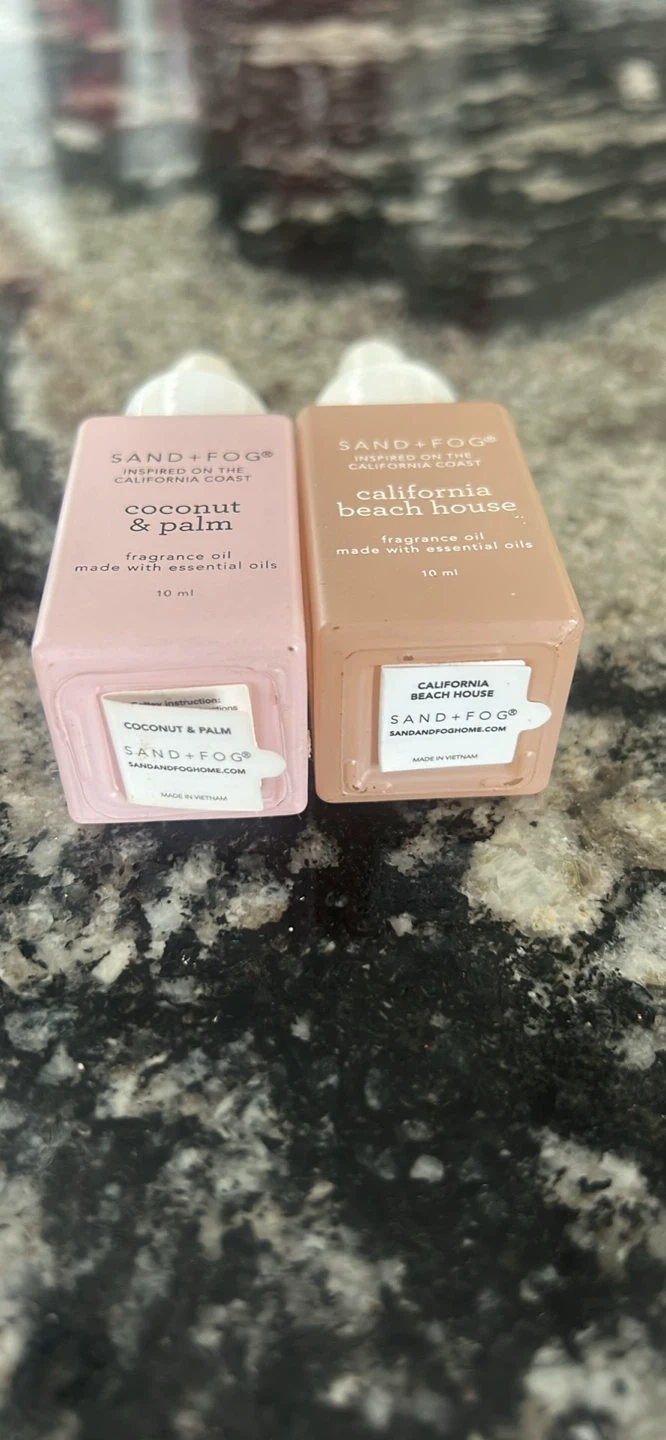 SAND+FOG®
INSPIRED ON THE
CALIFORNIA COAST
coconut
& palm
fragrance oil
made with essential oils
10 ml
instruction:
COCONUT & PALM
SAND+FOG®
SANDANDFOGHOME.COM
MADE IN VIETNAM
SAND+FOG®
INSPIRED ON THE
CALIFORNIA COAST
california
beach house
fragrance oil
made with essential oils
10 ml
CALIFORNIA
BEACH HOUSE
SAND+FOG®
SANDANDFOGHOME.COM
MADE IN VIETNAM